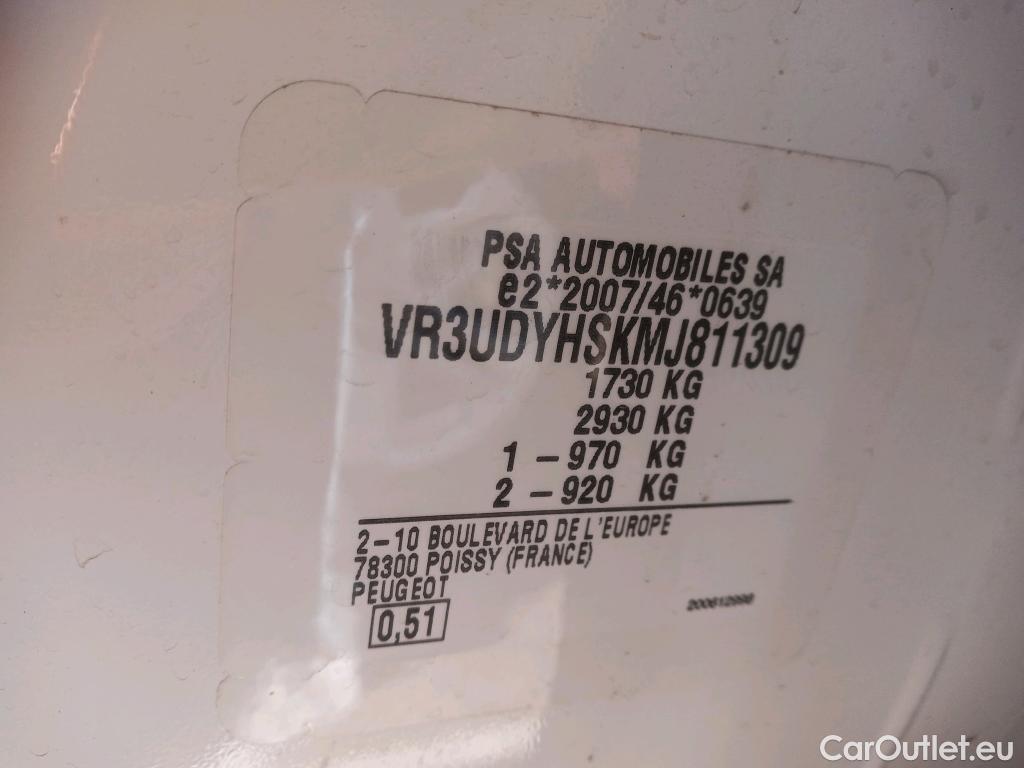 PSA AUTOMOBILES SA
e2*2007/46*0639
VR3UDYHSKMJ811309
1730 KG
2930 KG
1 – 970 KG
2 – 920 KG
2–10 BOULEVARD DE L'EUROPE
78300 POISSY (FRANCE)
PEUGEOT
0,51
CarOutlet.eu